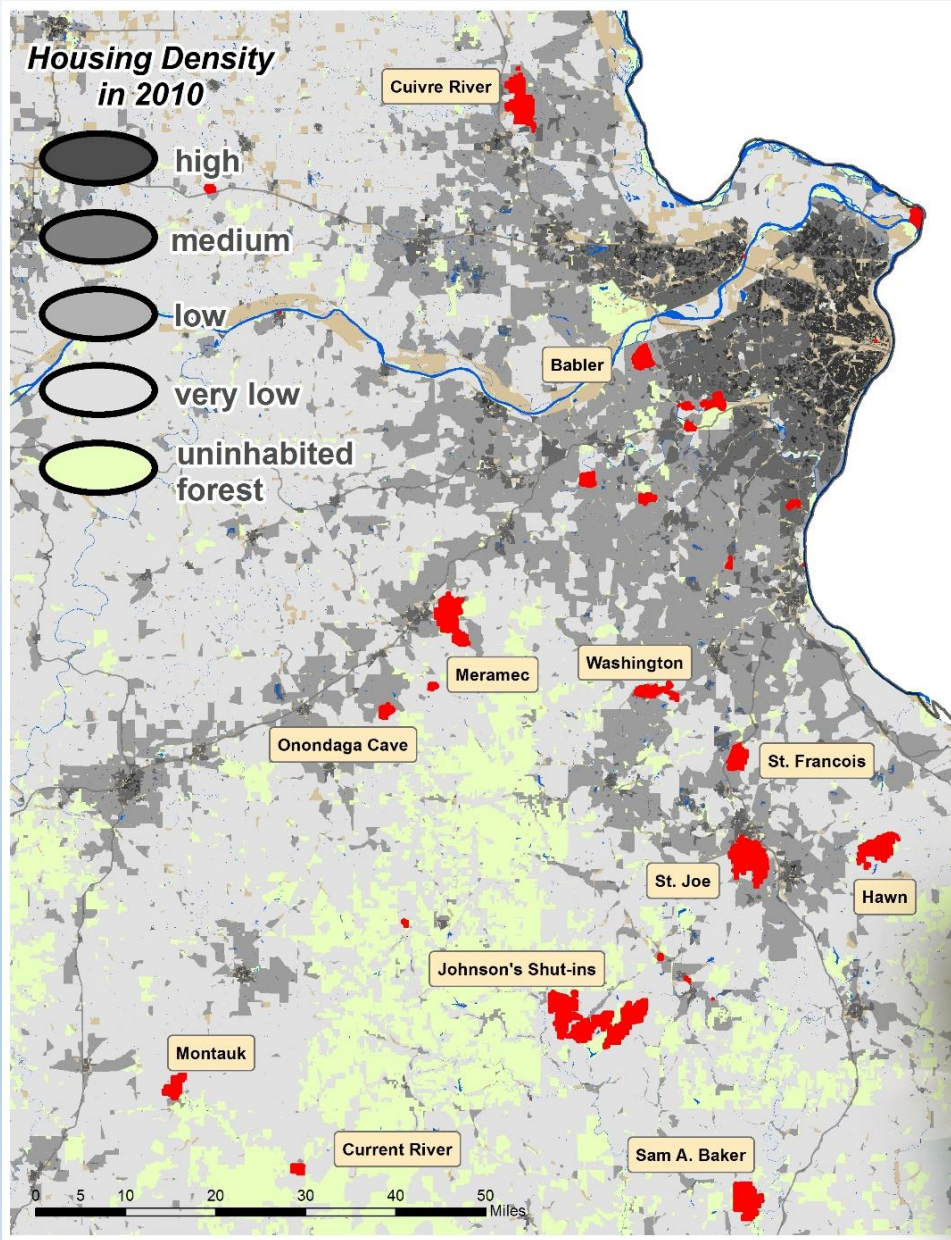 Housing Density
in 2010
high
medium
low
very low
uninhabited
forest
Cuivre River
Babler
Meramec
Washington
Onondaga Cave
St. Francois
St. Joe
Hawn
Johnson's Shut-ins
Montauk
Current River
Sam A. Baker
0 5 10 20 30 40 50
Miles